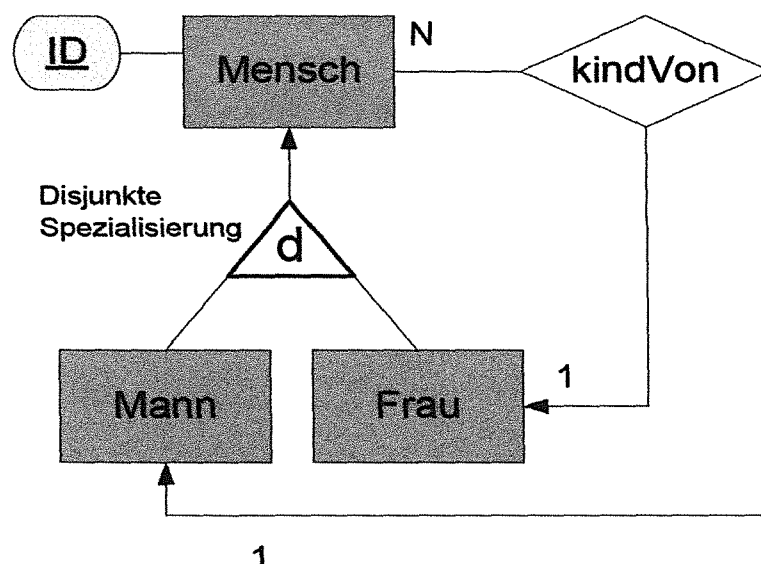 ID
Mensch
N
kindVon
Disjunkte
Spezialisierung
d
Mann
Frau
1
1